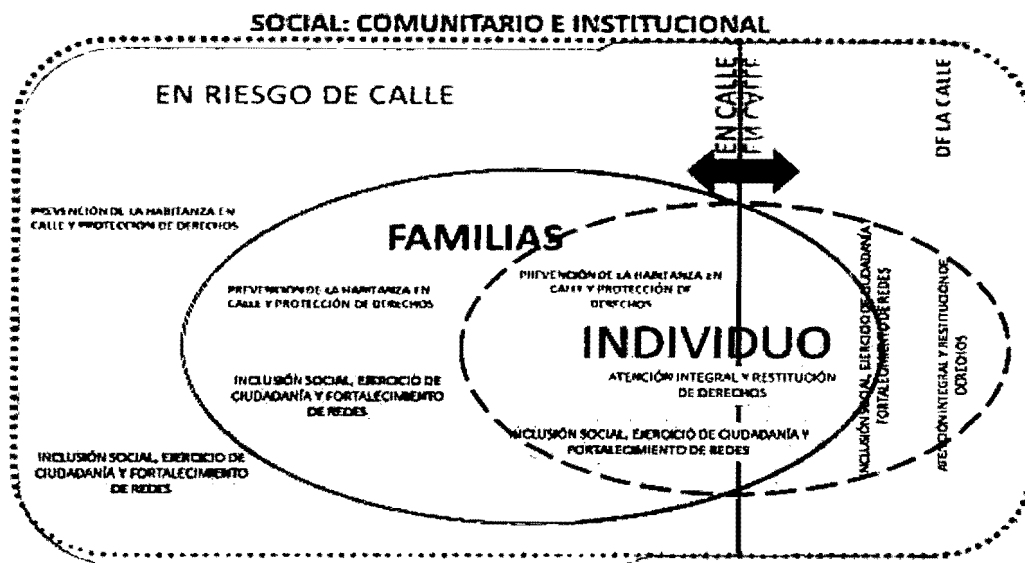 SOCIAL: COMUNITARIO E INSTITUCIONAL
EN RIESGO DE CALLE
EN CALLE
EN CALLE
DE LA CALLE
PREVENCIÓN DE LA HABITANZA EN
CALLE Y PROTECCIÓN DE DERECHOS
FAMILIAS
PREVENCIÓN DE LA HABITANZA EN
CALLE Y PROTECCIÓN DE DERECHOS
PREVENCIÓN DE LA HABITANZA EN
CALLE Y PROTECCIÓN DE
DERECHOS
INDIVIDUO
ATENCIÓN INTEGRAL Y RESTITUCIÓN
DE DERECHOS
INCLUSIÓN SOCIAL, EJERCICIO DE
CIUDADANÍA Y FORTALECIMIENTO
DE REDES
INCLUSIÓN SOCIAL, EJERCICIO DE CIUDADANÍA Y
FORTALECIMIENTO DE REDES
INCLUSIÓN SOCIAL, EJERCICIO DE
CIUDADANÍA Y FORTALECIMIENTO
DE REDES
INCLUSIÓN SOCIAL, EJERCICIO DE CIUDADANÍA Y
FORTALECIMIENTO DE REDES
ATENCIÓN INTEGRAL Y RESTITUCIÓN DE
DERECHOS